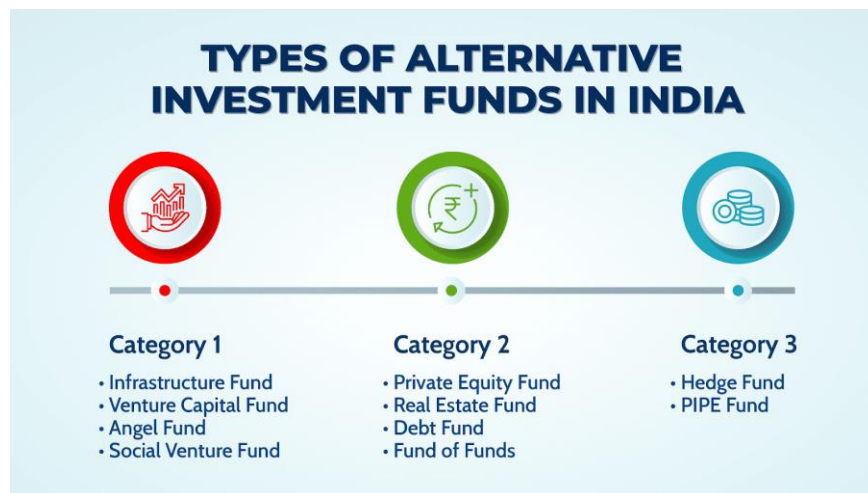 TYPES OF ALTERNATIVE
INVESTMENT FUNDS IN INDIA
₹
Category 1
• Infrastructure Fund
• Venture Capital Fund
• Angel Fund
• Social Venture Fund
Category 2
• Private Equity Fund
• Real Estate Fund
• Debt Fund
• Fund of Funds
Category 3
• Hedge Fund
• PIPE Fund